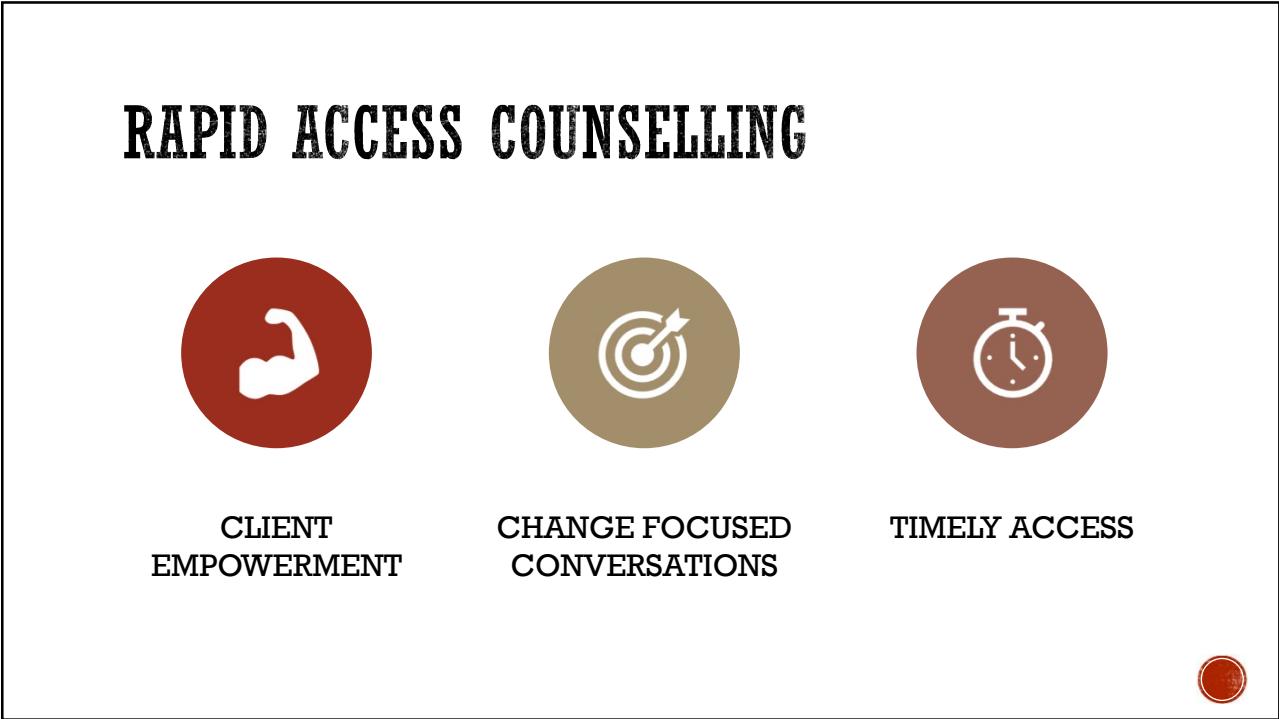 RAPID ACCESS COUNSELLING
CLIENT
EMPOWERMENT
CHANGE FOCUSED
CONVERSATIONS
TIMELY ACCESS